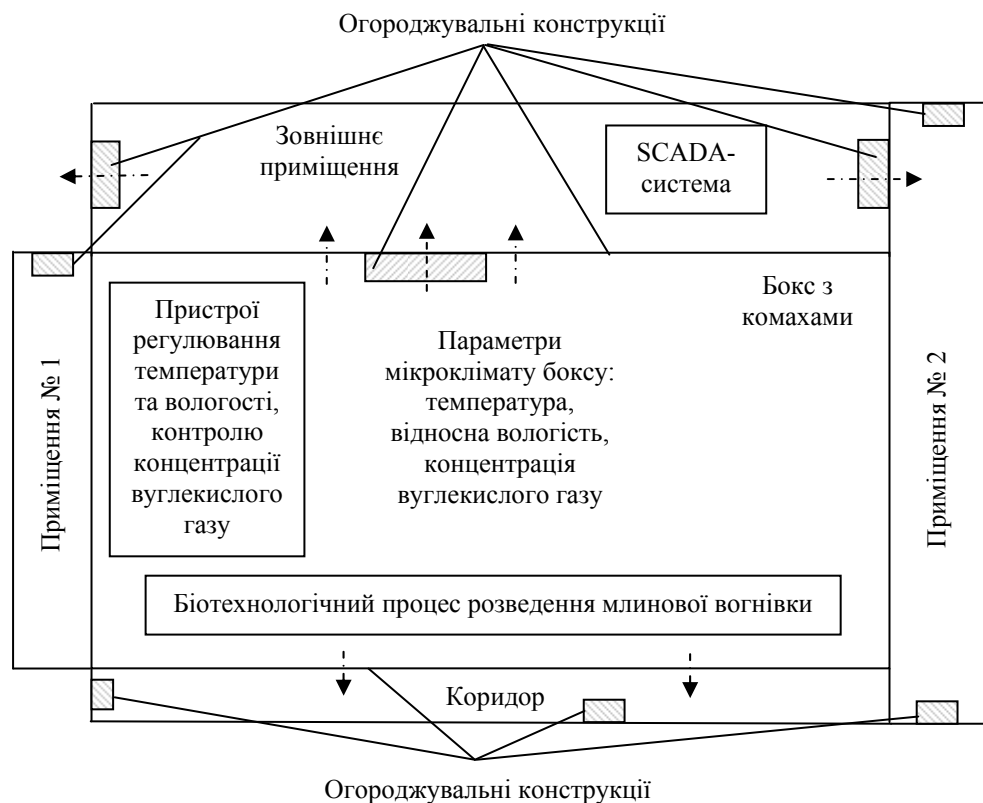 Огороджувальні конструкції
Зовнішнє
приміщення
SCADA-
система
Бокс з
комахами
Пристрої
регулювання
температури
та вологості,
контролю
концентрації
вуглекислого
газу
Параметри
мікроклімату боксу:
температура,
відносна вологість,
концентрація
вуглекислого газу
Приміщення № 1
Приміщення № 2
Біотехнологічний процес розведення млинової вогнівки
Коридор
Огороджувальні конструкції